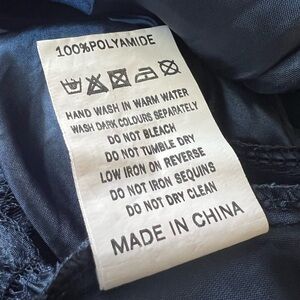 100%POLYAMIDE
HAND WASH IN WARM WATER
WASH DARK COLOURS SEPARATELY
DO NOT BLEACH
DO NOT TUMBLE DRY
LOW IRON ON REVERSE
DO NOT IRON SEQUINS
DO NOT DRY CLEAN
MADE IN CHINA